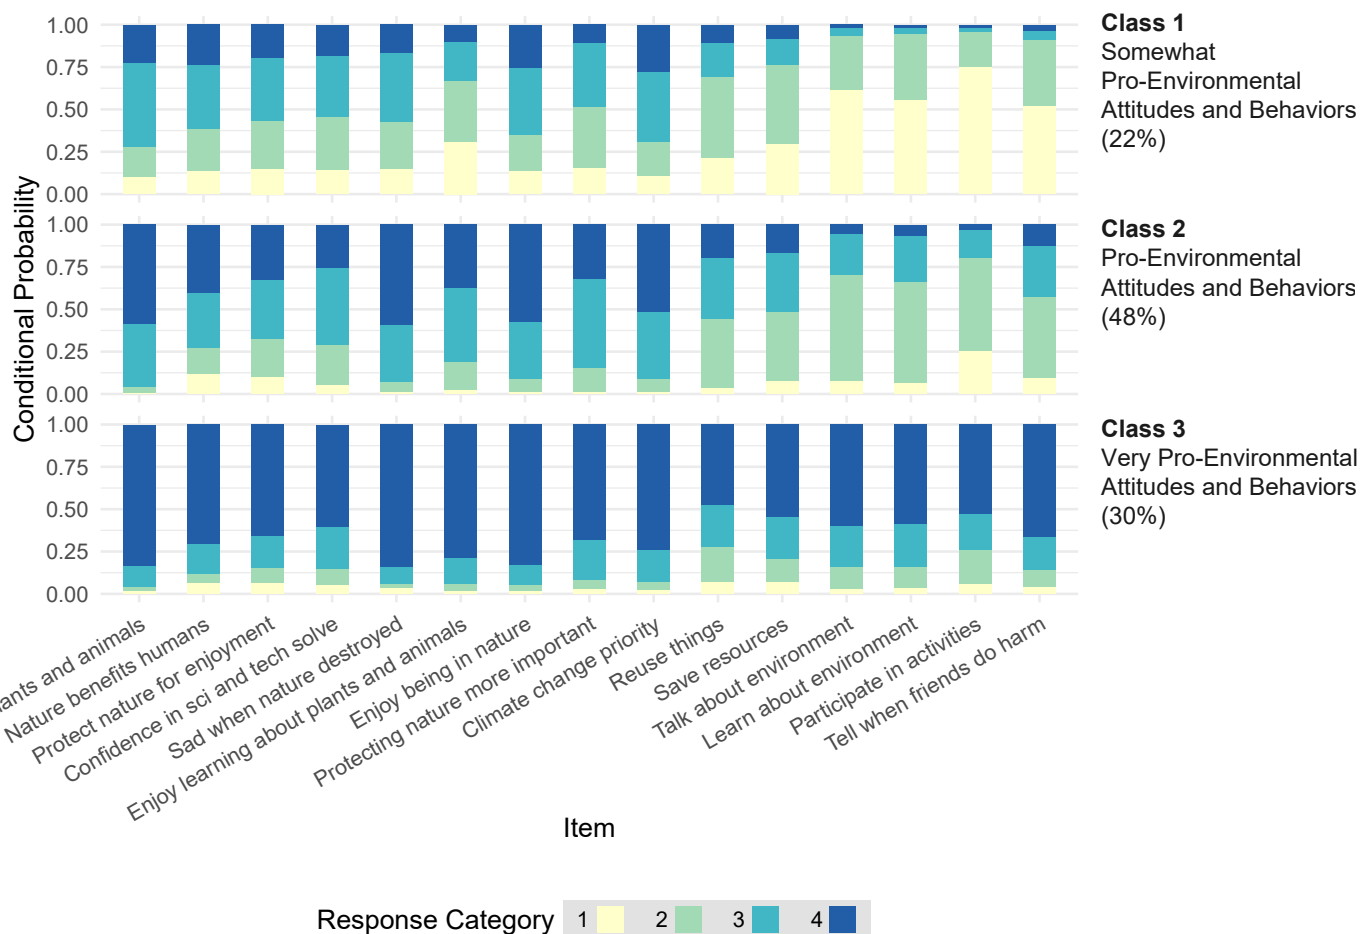 Conditional Probability
1.00
0.75
0.50
0.25
0.00
Class 1
Somewhat
Pro-Environmental
Attitudes and Behaviors
(22%)
1.00
0.75
0.50
0.25
0.00
Class 2
Pro-Environmental
Attitudes and Behaviors
(48%)
1.00
0.75
0.50
0.25
0.00
Class 3
Very Pro-Environmental
Attitudes and Behaviors
(30%)
and animals
Nature benefits humans
Protect nature for enjoyment
Confidence in sci and tech solve
Sad when nature destroyed
Enjoy learning about plants and animals
Enjoy being in nature
Protecting nature more important
Climate change priority
Reuse things
Save resources
Talk about environment
Learn about environment
Participate in activities
Tell when friends do harm
Item
Response Category 1 2 3 4